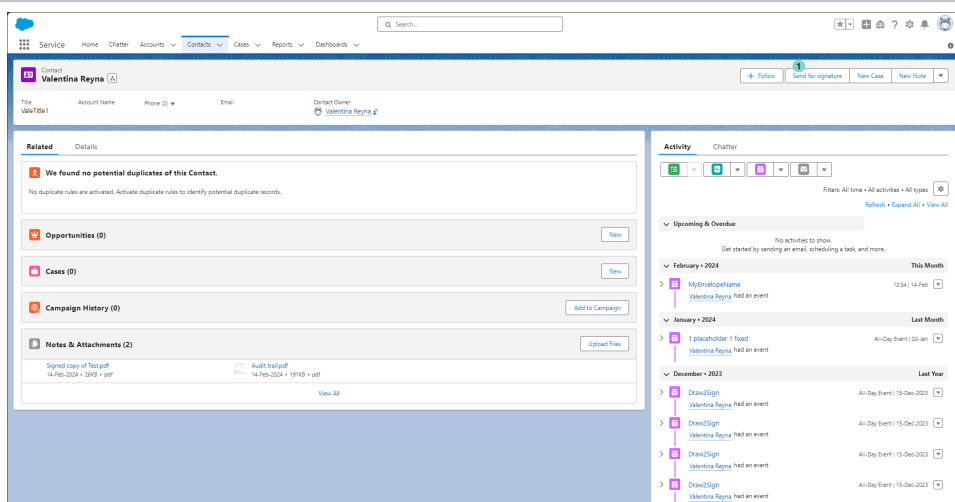 Search...
Service Home Chatter Accounts Contacts Cases Reports Dashboards
Contact
Valentina Reyna
1
+ Follow Send for signature New Case New Note
Title Account Name Phone (2) Email Contact Owner
ValeTitle1 Valentina Reyna
Related Details
We found no potential duplicates of this Contact.
No duplicate rules are activated. Activate duplicate rules to identify potential duplicate records.
Opportunities (0) New
Cases (0) New
Campaign History (0) Add to Campaign
Notes & Attachments (2) Upload Files
Signed copy of Test.pdf Audit trail.pdf
14-Feb-2024 • 26KB • pdf 14-Feb-2024 • 191KB • pdf
View All
Activity Chatter
Filters: All time • All activities • All types
Refresh • Expand All • View All
Upcoming & Overdue
No activities to show.
Get started by sending an email, scheduling a task, and more.
February • 2024 This Month
MyEnvelopeName 12:34 | 14-Feb
Valentina Reyna had an event
January • 2024 Last Month
1 placeholder 1 fixed All-Day Event | 02-Jan
Valentina Reyna had an event
December • 2023 Last Year
Draw2Sign All-Day Event | 15-Dec-2023
Valentina Reyna had an event
Draw2Sign All-Day Event | 15-Dec-2023
Valentina Reyna had an event
Draw2Sign All-Day Event | 15-Dec-2023
Valentina Reyna had an event
Draw2Sign All-Day Event | 15-Dec-2023
Valentina Reyna had an event